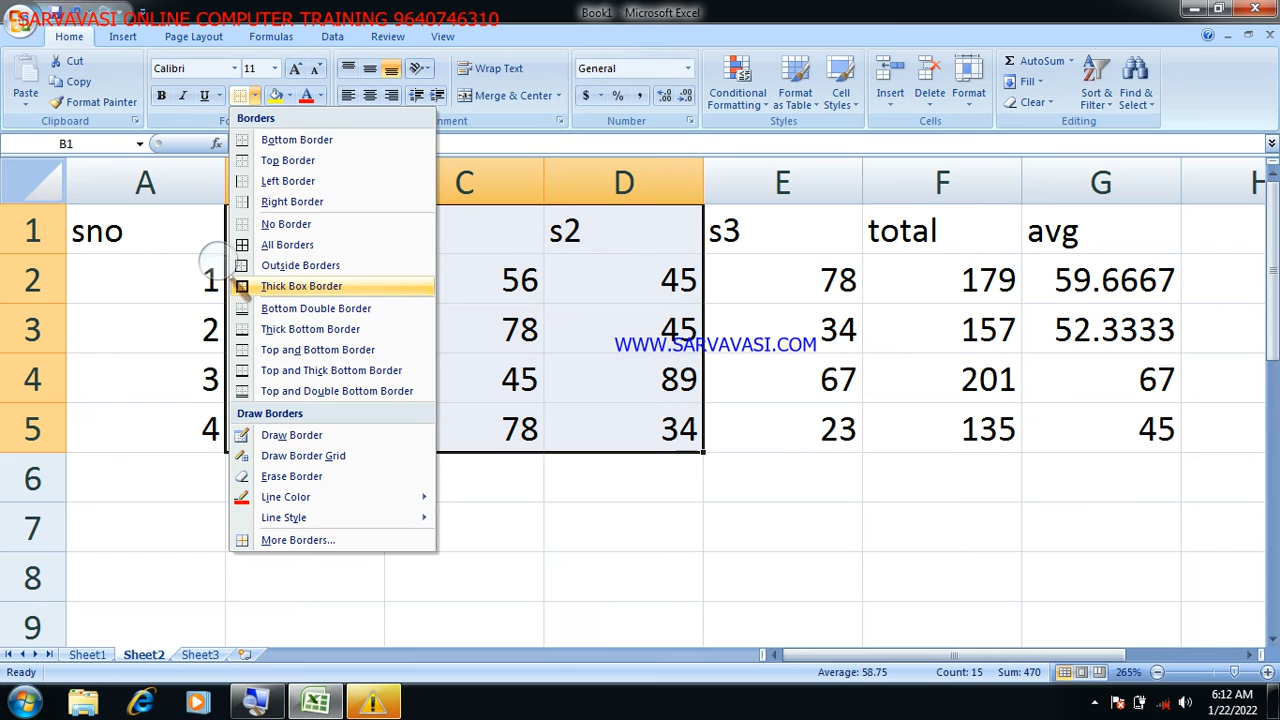 SARVAVASI ONLINE COMPUTER TRAINING 9640746310
Book1 - Microsoft Excel
Home Insert Page Layout Formulas Data Review View
Paste
Cut
Copy
Format Painter
Clipboard
Calibri 11
B I U
A A
A
Wrap Text
Merge & Center
General
$ % ,
Number
Conditional Formatting
Format as Table
Cell Styles
Styles
Insert Delete Format
Cells
AutoSum
Fill
Clear
Sort & Filter
Find & Select
Editing
B1
fx
Borders
Bottom Border
Top Border
Left Border
Right Border
No Border
All Borders
Outside Borders
Thick Box Border
Bottom Double Border
Thick Bottom Border
Top and Bottom Border
Top and Thick Bottom Border
Top and Double Bottom Border
Draw Borders
Draw Border
Draw Border Grid
Erase Border
Line Color
Line Style
More Borders...
A C D E F G H
1 sno s2 s3 total avg
2 1 56 45 78 179 59.6667
3 2 78 45 34 157 52.3333
WWW.SARVAVASI.COM
4 3 45 89 67 201 67
5 4 78 34 23 135 45
6
7
8
9
Sheet1 Sheet2 Sheet3
Ready Average: 58.75 Count: 15 Sum: 470 265%
6:12 AM
1/22/2022